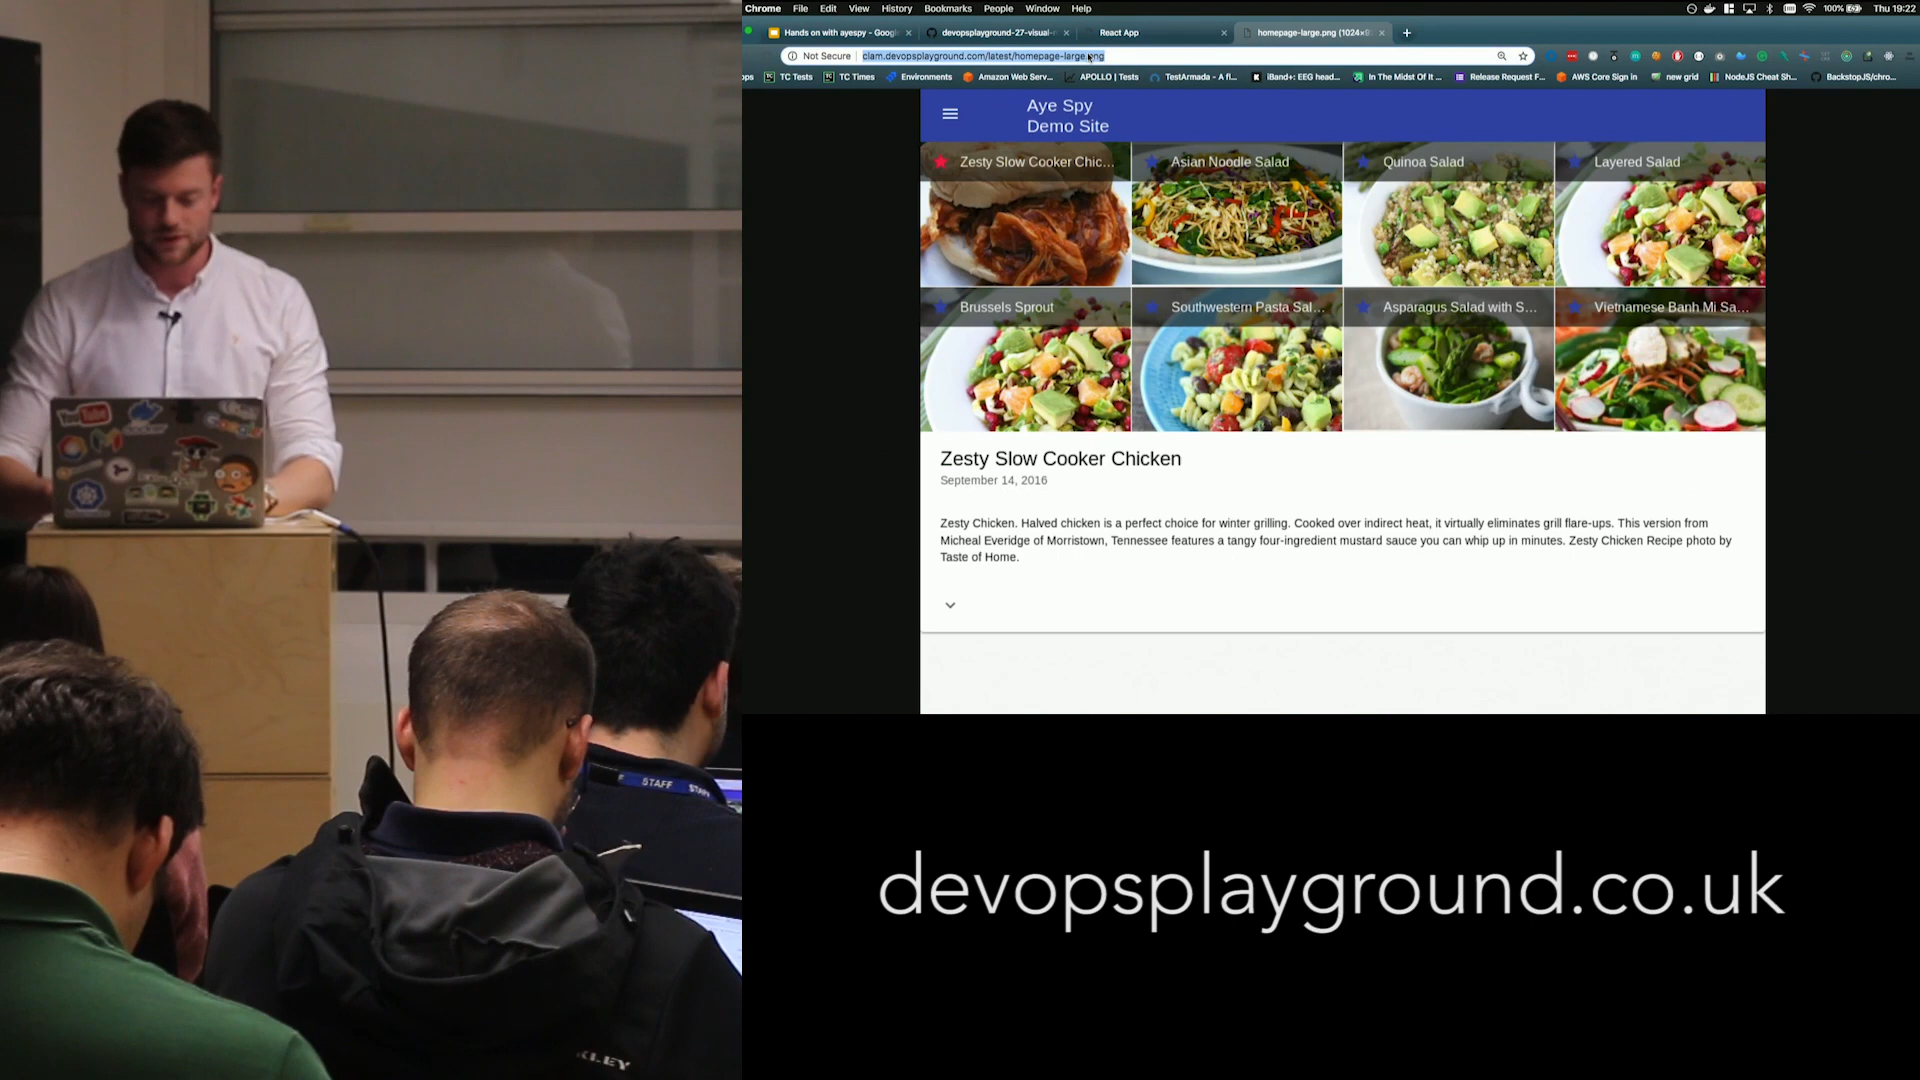 Chrome File Edit View History Bookmarks People Window Help 100% Thu 19:22
Hands on with ayespy - Googl devopsplayground-27-visual-r React App homepage-large.png (1024×9
Not Secure clam.devopsplayground.com/latest/homepage-large.png
ops TC Tests TC Times Environments Amazon Web Serv... APOLLO | Tests TestArmada - A fl... iBand+: EEG head... In The Midst Of It ... Release Request F... AWS Core Sign in new grid NodeJS Cheat Sh... BackstopJS/chro...
Aye Spy
Demo Site
Zesty Slow Cooker Chic... Asian Noodle Salad Quinoa Salad Layered Salad
Brussels Sprout Southwestern Pasta Sal... Asparagus Salad with S... Vietnamese Banh Mi Sa...
Zesty Slow Cooker Chicken
September 14, 2016
Zesty Chicken. Halved chicken is a perfect choice for winter grilling. Cooked over indirect heat, it virtually eliminates grill flare-ups. This version from
Micheal Everidge of Morristown, Tennessee features a tangy four-ingredient mustard sauce you can whip up in minutes. Zesty Chicken Recipe photo by
Taste of Home.
YouTube
STAFF
KLEY
devopsplayground.co.uk